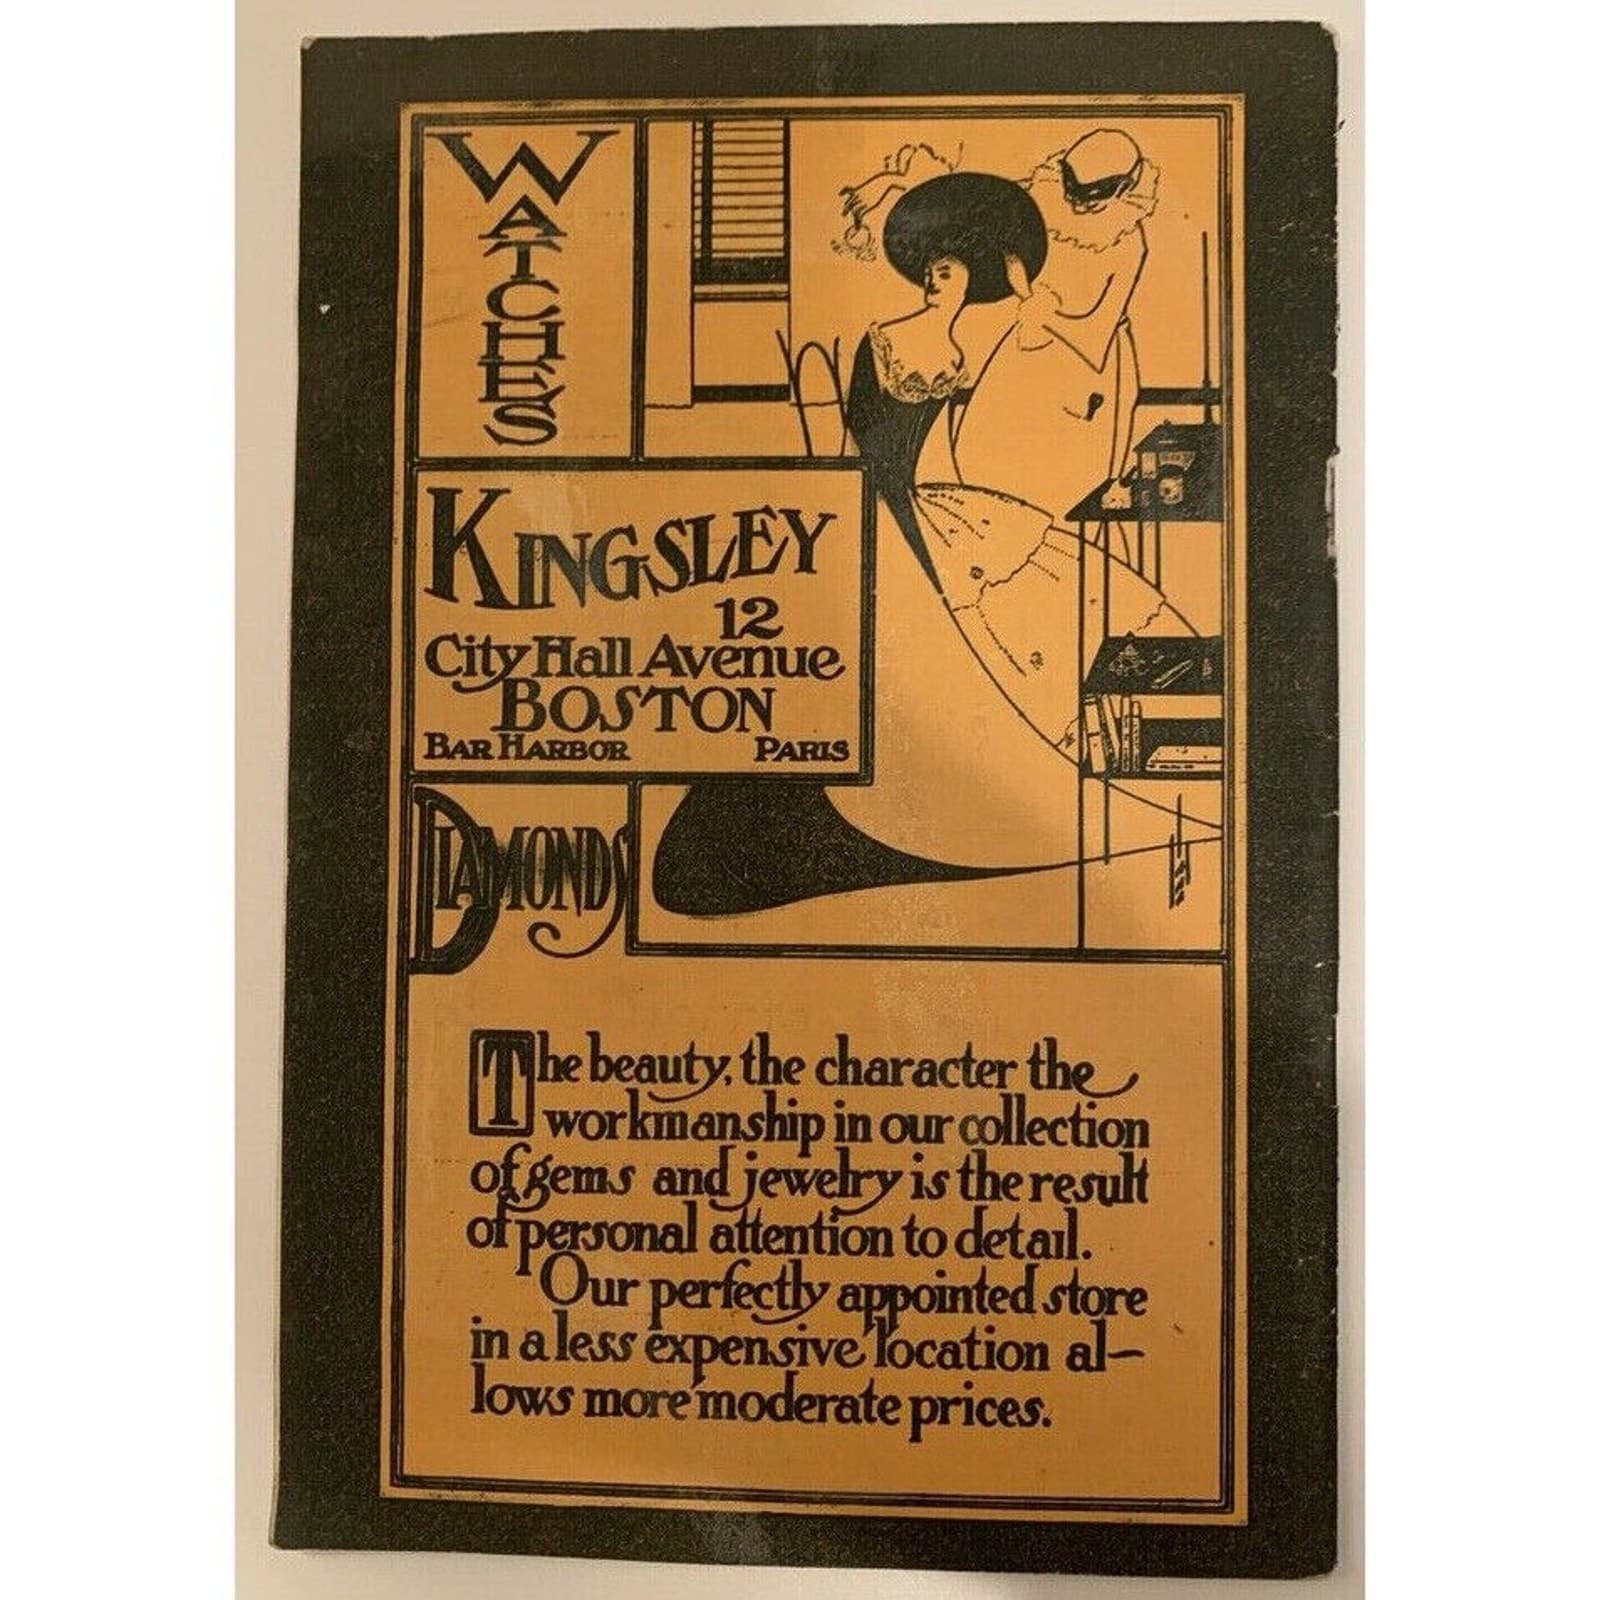 WATCHES
KINGSLEY
12
City Hall Avenue
BOSTON
BAR HARBOR PARIS
DIAMONDS
The beauty, the character the
workmanship in our collection
of gems and jewelry is the result
of personal attention to detail.
Our perfectly appointed store
in a less expensive location al-
lows more moderate prices.